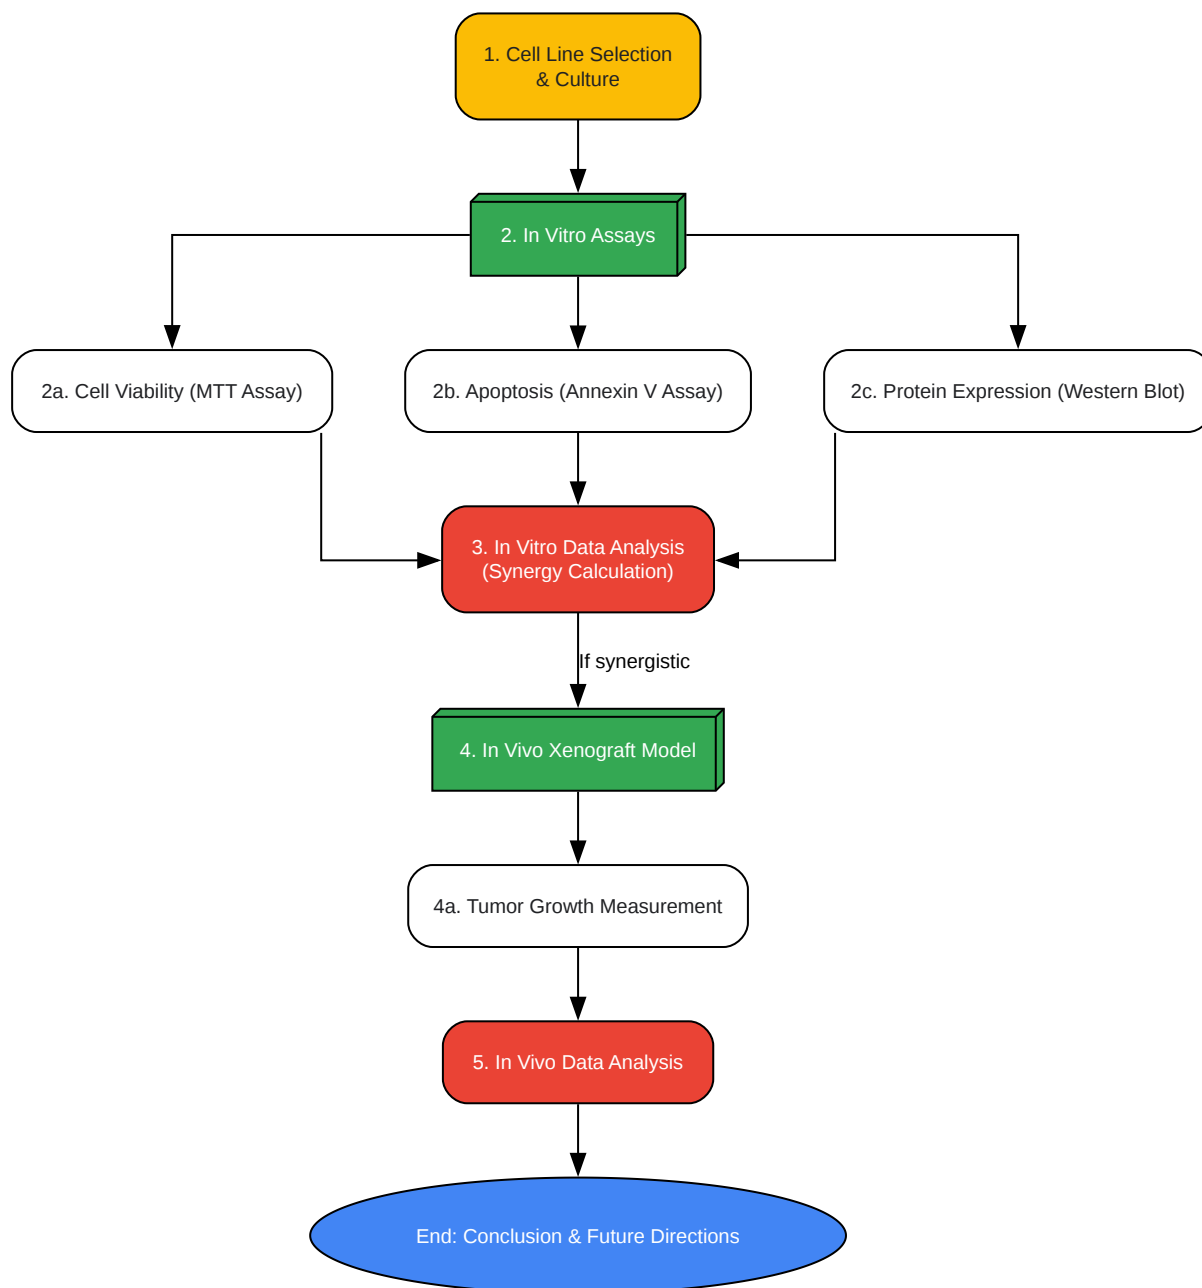 1. Cell Line Selection
& Culture
2. In Vitro Assays
2a. Cell Viability (MTT Assay)
2b. Apoptosis (Annexin V Assay)
2c. Protein Expression (Western Blot)
3. In Vitro Data Analysis
(Synergy Calculation)
If synergistic
4. In Vivo Xenograft Model
4a. Tumor Growth Measurement
5. In Vivo Data Analysis
End: Conclusion & Future Directions